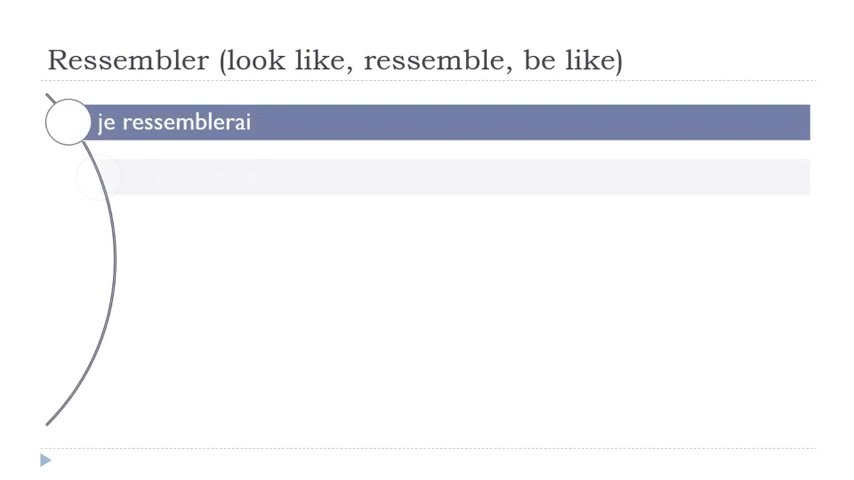 Ressembler (look like, ressemble, be like)
je ressemblerai